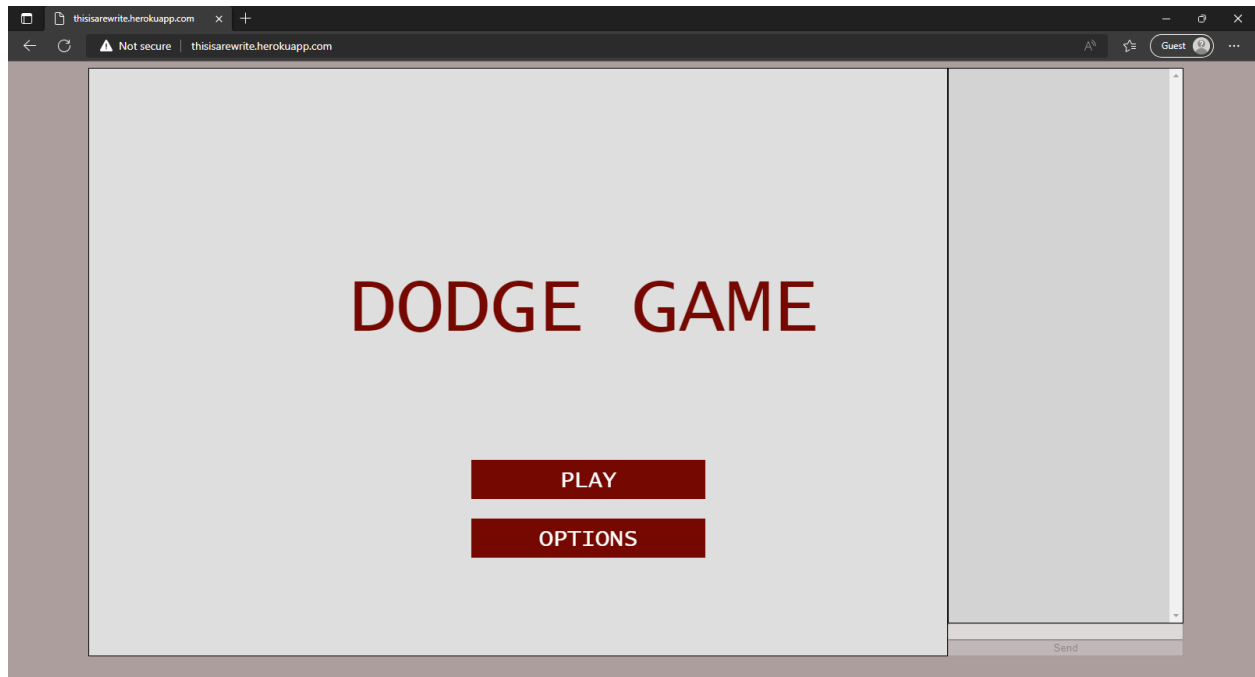 thisisarewrite.herokuapp.com
Not secure thisisarewrite.herokuapp.com
Guest
DODGE GAME
PLAY
OPTIONS
Send